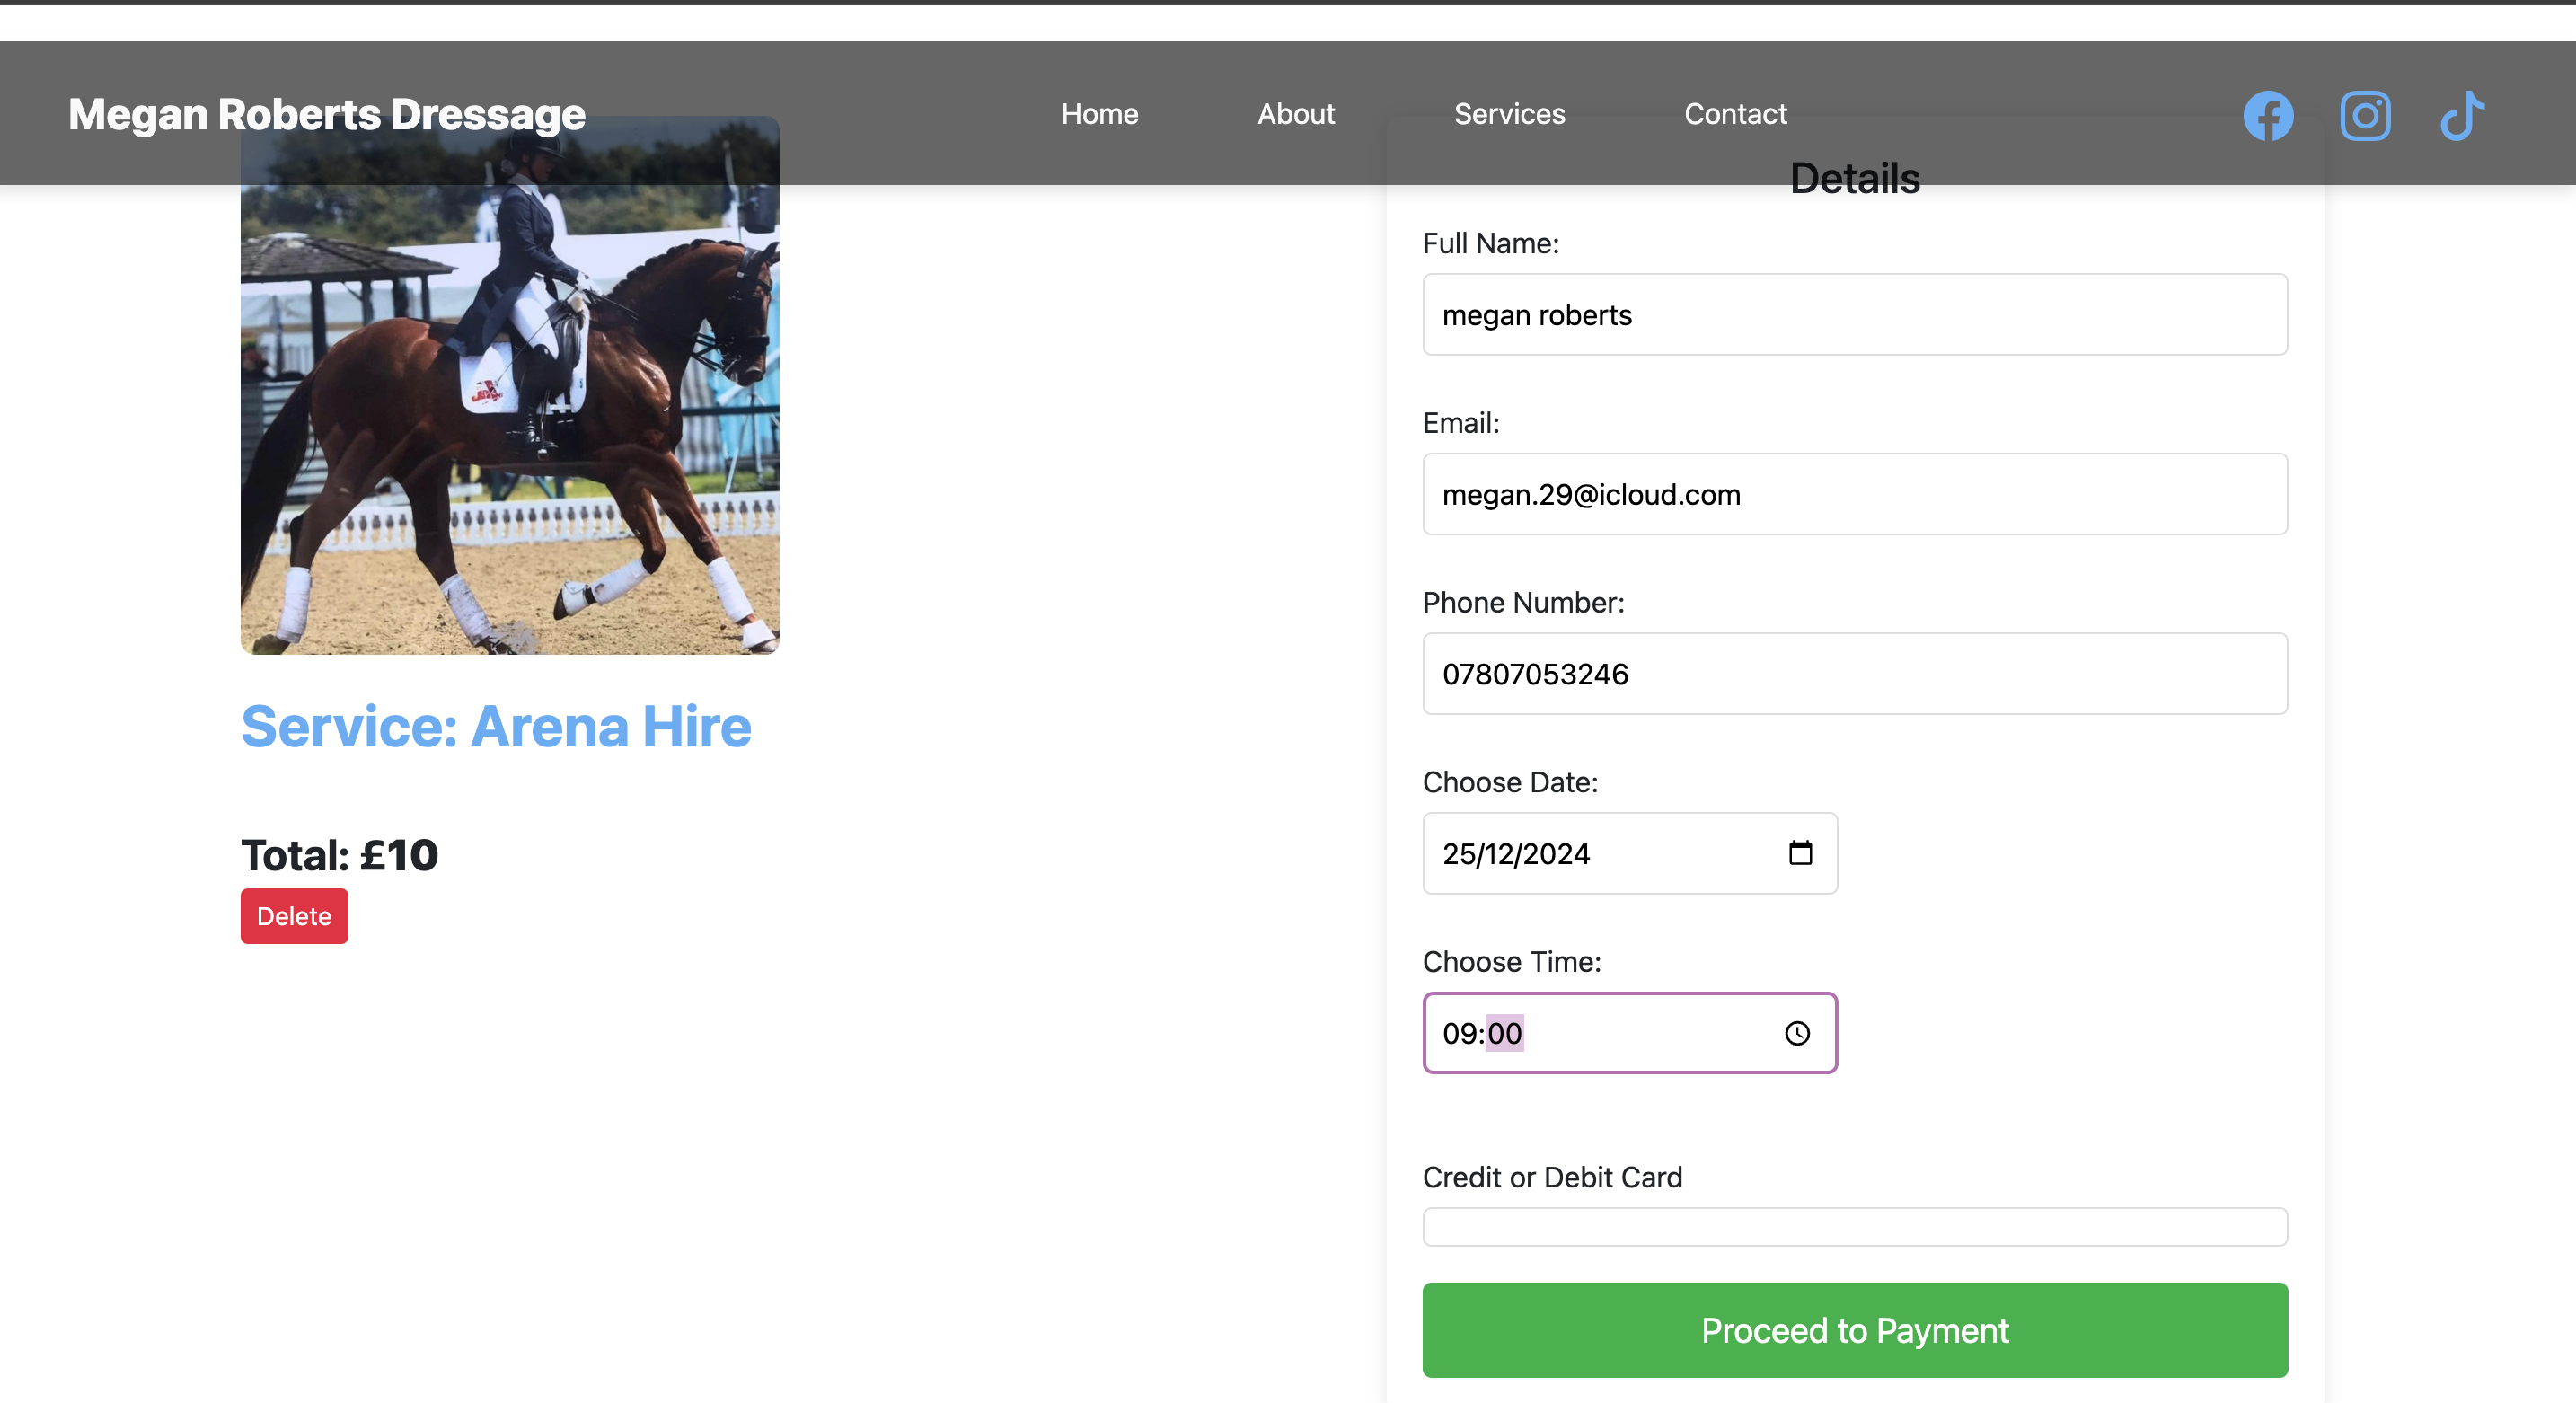 Megan Roberts Dressage
Home
About
Services
Contact
Service: Arena Hire
Total: £10
Delete
Details
Full Name:
megan roberts
Email:
megan.29@icloud.com
Phone Number:
07807053246
Choose Date:
25/12/2024
Choose Time:
09:00
Credit or Debit Card
Proceed to Payment